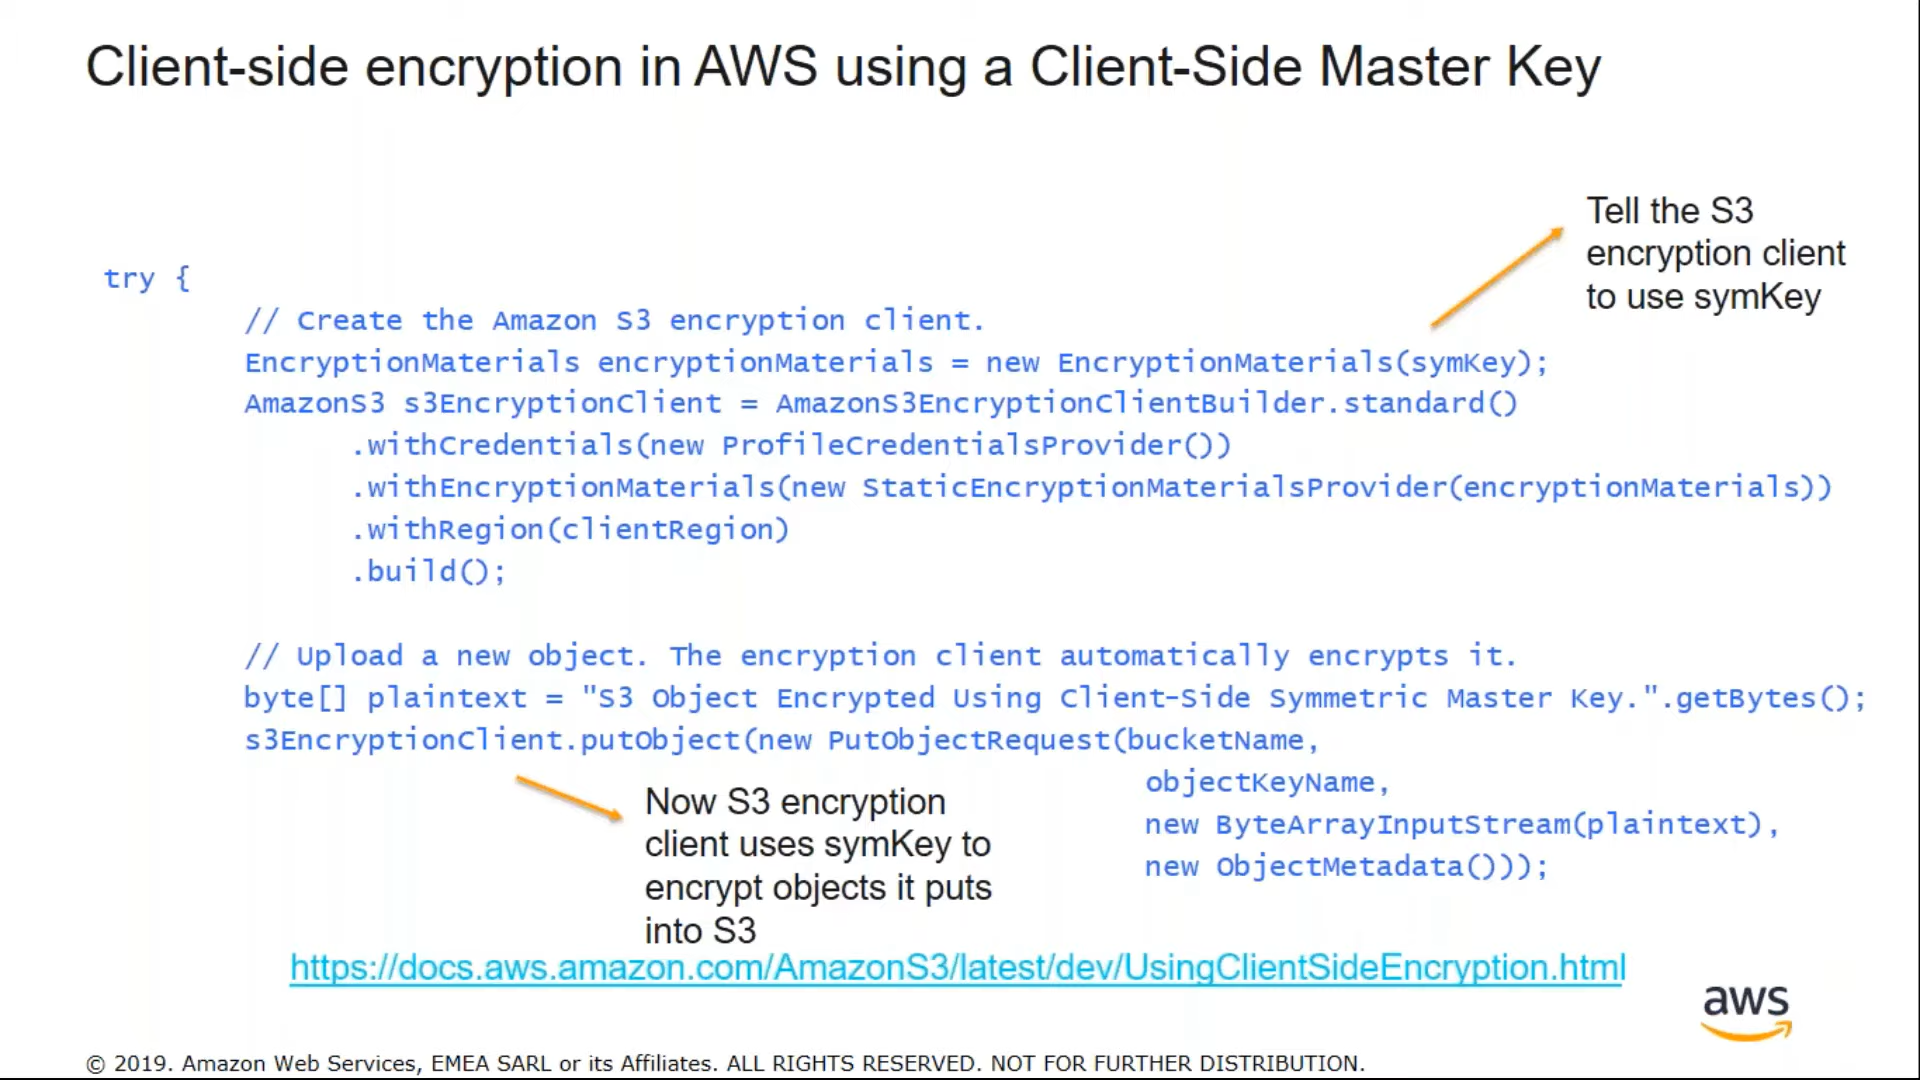 Client-side encryption in AWS using a Client-Side Master Key
Tell the S3
encryption client
to use symKey
try {
// Create the Amazon S3 encryption client.
EncryptionMaterials encryptionMaterials = new EncryptionMaterials(symKey);
AmazonS3 s3EncryptionClient = AmazonS3EncryptionClientBuilder.standard()
.withCredentials(new ProfileCredentialsProvider())
.withEncryptionMaterials(new StaticEncryptionMaterialsProvider(encryptionMaterials))
.withRegion(clientRegion)
.build();
// Upload a new object. The encryption client automatically encrypts it.
byte[] plaintext = "S3 Object Encrypted Using Client-Side Symmetric Master Key.".getBytes();
s3EncryptionClient.putObject(new PutObjectRequest(bucketName,
objectKeyName,
new ByteArrayInputStream(plaintext),
new ObjectMetadata()));
Now S3 encryption
client uses symKey to
encrypt objects it puts
into S3
https://docs.aws.amazon.com/AmazonS3/latest/dev/UsingClientSideEncryption.html
aws
© 2019. Amazon Web Services, EMEA SARL or its Affiliates. ALL RIGHTS RESERVED. NOT FOR FURTHER DISTRIBUTION.